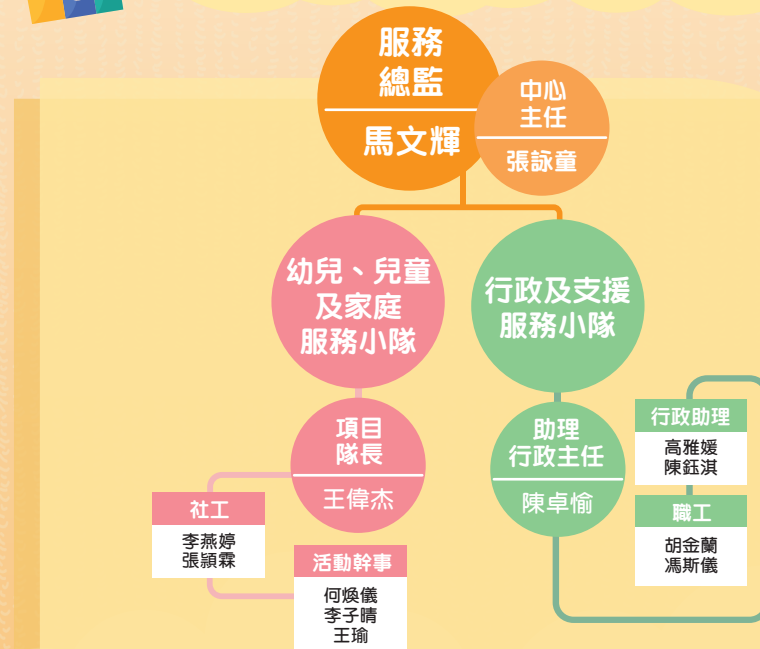 服務
總監
馬文輝
中心
主任
張詠童
幼兒、兒童
及家庭
服務小隊
行政及支援
服務小隊
項目
隊長
王偉杰
助理
行政主任
陳卓愉
行政助理
高雅媛
陳鈺淇
職工
胡金蘭
馮斯儀
社工
李燕婷
張頴霖
活動幹事
何煥儀
李子晴
王瑜